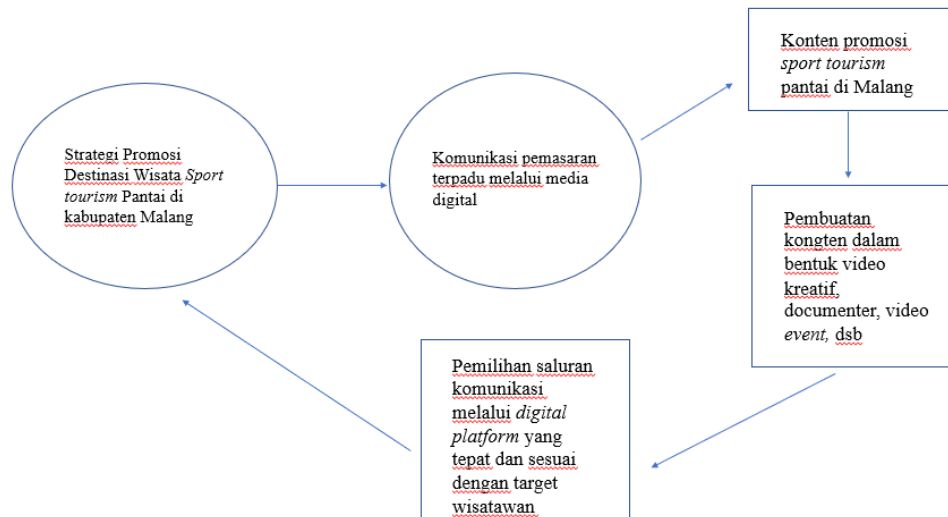 Strategi Promosi
Destinasi Wisata Sport
tourism Pantai di
kabupaten Malang
Komunikasi pemasaran
terpadu melalui media
digital
Konten promosi
sport tourism
pantai di Malang
Pembuatan
kongten dalam
bentuk video
kreatif,
documenter, video
event, dsb
Pemilihan saluran
komunikasi
melalui digital
platform yang
tepat dan sesuai
dengan target
wisatawan